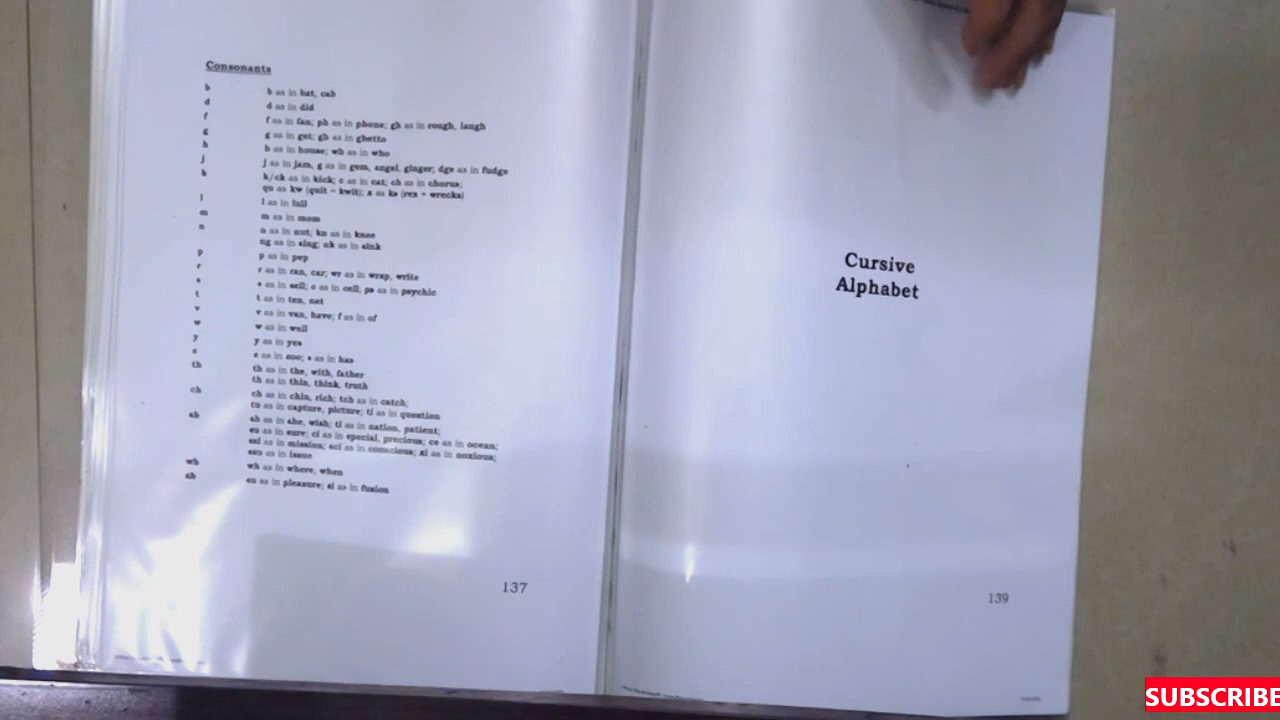 Consonants
b b as in bat, cab
d d as in did
f f as in fan; ph as in phone; gh as in rough, laugh
g g as in get; gh as in ghetto
h h as in house; wh as in who
j j as in jam, g as in gem, angel, ginger; dge as in fudge
k k/ck as in kick; c as in cat; ch as in chorus;
qu as kw (quit = kwit); x as ks (rex = wrecks)
l l as in lull
m m as in mom
n n as in nut; kn as in knee
ng as in sing; nk as in sink
p p as in pep
r r as in ran, car; wr as in wrap, write
s s as in sell; c as in cell; ps as in psychic
t t as in ten, net
v v as in van, have; f as in of
w w as in well
y y as in yes
z z as in zoo; s as in has
th th as in the, with, father
th as in thin, think, truth
ch ch as in chin, rich; tch as in catch;
tu as in capture, picture; ti as in question
sh sh as in she, wish; ti as in nation, patient;
su as in sure; ci as in special, precious; ce as in ocean;
ssi as in mission; sci as in conscious; xi as in noxious;
ssu as in issue
wh wh as in where, when
zh su as in pleasure; si as in fusion
137
Cursive
Alphabet
139
SUBSCRIBE